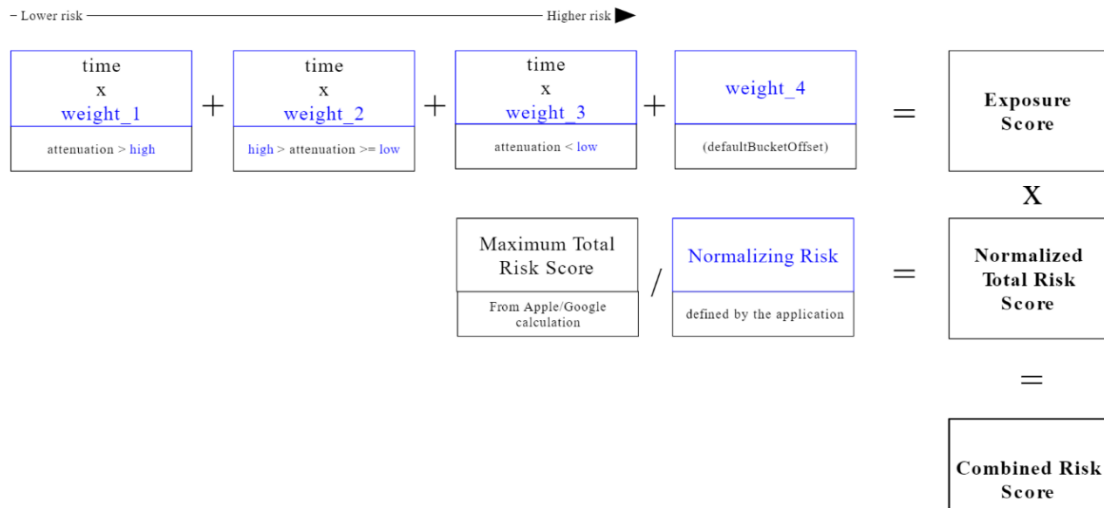 Lower risk Higher risk
time time time
x x x weight_4 Exposure
weight_1 + weight_2 + weight_3 + = Score
attenuation > high high > attenuation >= low attenuation < low (defaultBucketOffset)
X
Maximum Total Normalizing Risk Normalized
Risk Score / = Total Risk
From Apple/Google defined by the application Score
calculation
=
Combined Risk
Score